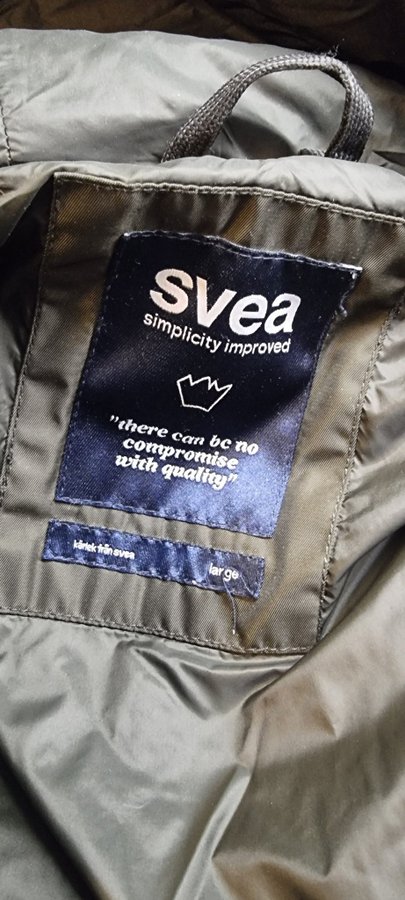 svea
simplicity improved
"there can be no
compromise
with quality"
kärlek från svea
large